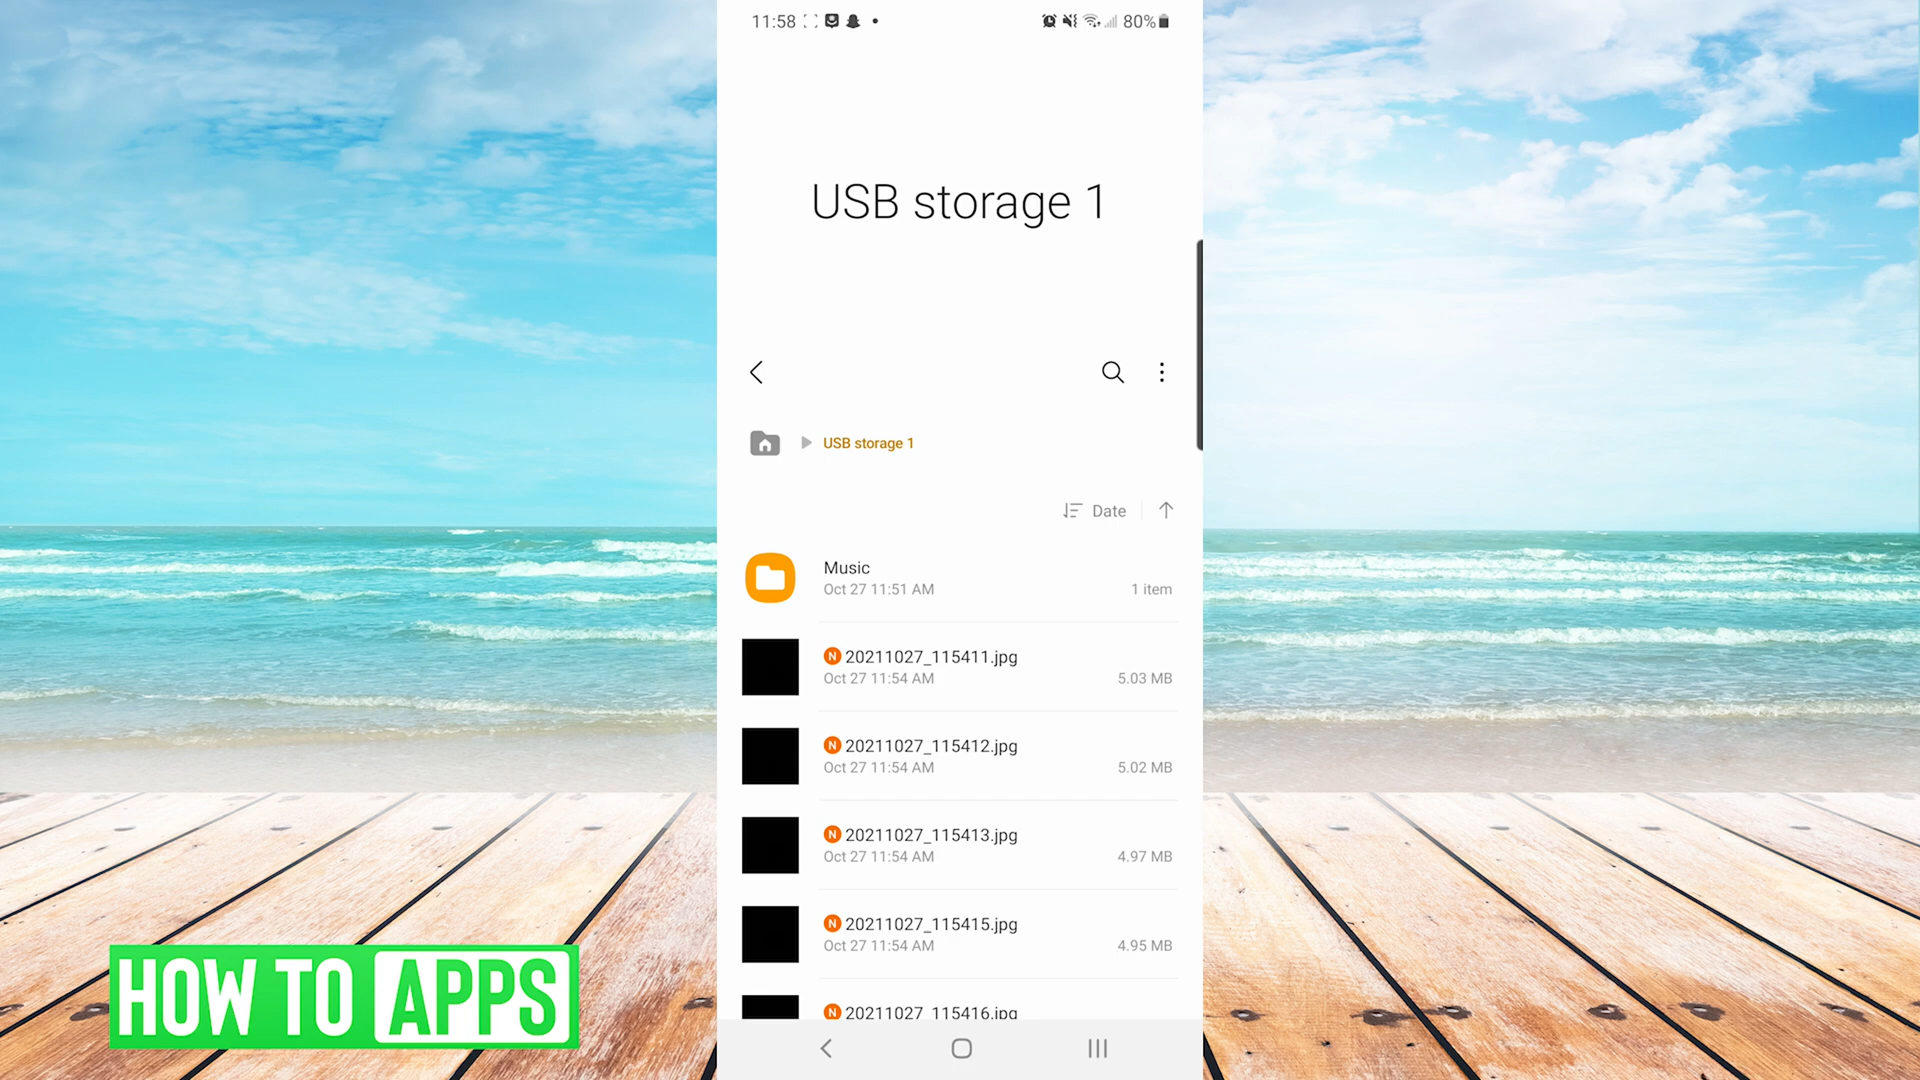 11:58
80%
USB storage 1
USB storage 1
Date
Music
Oct 27 11:51 AM
1 item
N 20211027_115411.jpg
Oct 27 11:54 AM
5.03 MB
N 20211027_115412.jpg
Oct 27 11:54 AM
5.02 MB
N 20211027_115413.jpg
Oct 27 11:54 AM
4.97 MB
N 20211027_115415.jpg
Oct 27 11:54 AM
4.95 MB
N 20211027_115416.jpg
HOW TO APPS